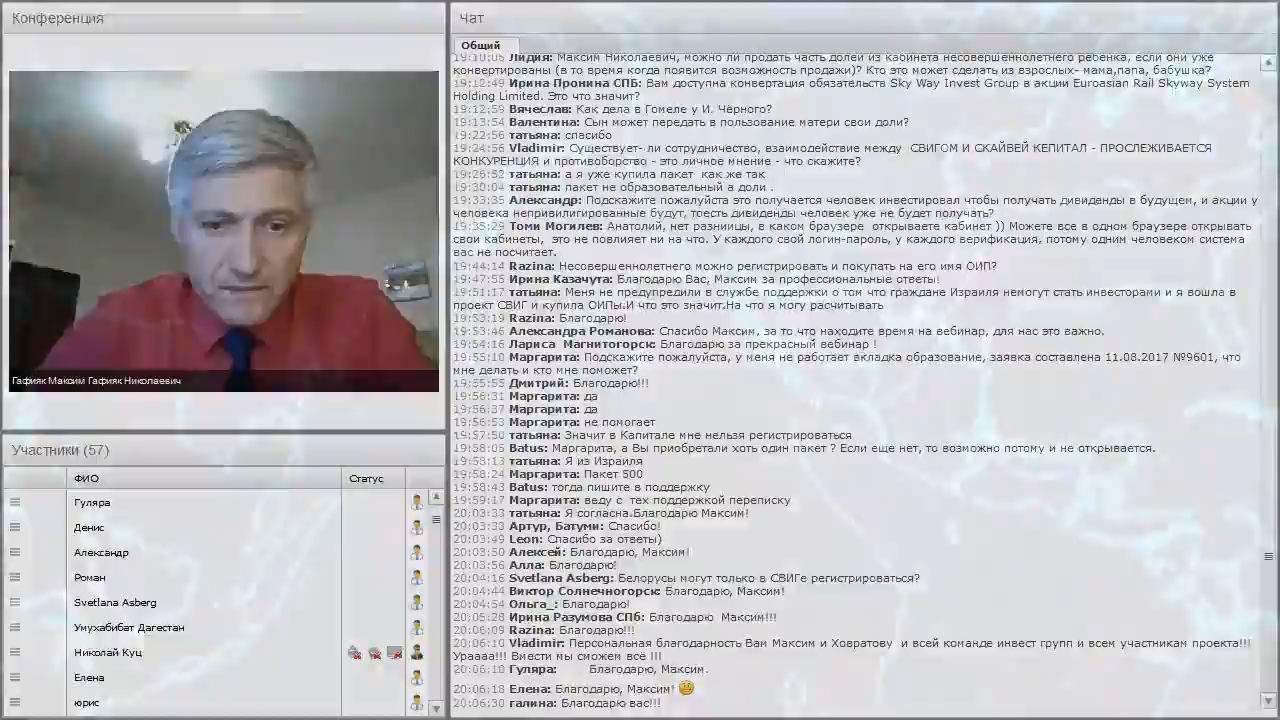 Конференция
Гафияк Максим Гафияк Николаевич
Участники (57)
ФИО Статус
Гуляра
Денис
Александр
Роман
Svetlana Asberg
Умухабибат Дагестан
Николай Куц
Елена
юрис
Чат
Общий
19:10:05 Лидия: Максим Николаевич, можно ли продать часть долей из кабинета несовершеннолетнего ребенка, если они уже
конвертированы (в то время когда появится возможность продажи)? Кто это может сделать из взрослых- мама,папа, бабушка?
19:12:49 Ирина Пронина СПБ: Вам доступна конвертация обязательств Sky Way Invest Group в акции Euroasian Rail Skyway System
Holding Limited. Это что значит?
19:12:59 Вячеслав: Как дела в Гомеле у И. Чёрного?
19:13:54 Валентина: Сын может передать в пользование матери свои доли?
19:22:56 татьяна: спасибо
19:24:56 Vladimir: Существует- ли сотрудничество, взаимодействие между СВИГОМ И СКАЙВЕЙ КЕПИТАЛ - ПРОСЛЕЖИВАЕТСЯ
КОНКУРЕНЦИЯ и противоборство - это личное мнение - что скажите?
19:26:52 татьяна: а я уже купила пакет как же так
19:30:04 татьяна: пакет не образовательный а доли .
19:33:35 Александр: Подскажите пожалуйста это получается человек инвестировал чтобы получать дивиденды в будущем, и акции у
человека непривилигированные будут, тоесть дивиденды человек уже не будет получать?
19:35:29 Томи Могилев: Анатолий, нет разниицы, в каком браузере открываете кабинет )) Можете все в одном браузере открывать
свои кабинеты, это не повлияет ни на что. У каждого свой логин-пароль, у каждого верификация, потому одним человеком система
вас не посчитает.
19:44:14 Razina: Несовершеннолетнего можно регистрировать и покупать на его имя ОИП?
19:47:55 Ирина Казачута: Благодарю Вас, Максим за профессиональные ответы!
19:51:17 татьяна: Меня не предупредили в службе поддержки о том что граждане Израиля немогут стать инвесторами и я вошла в
проект СВИГ и купила ОИПы.И что это значит.На что я могу расчитывать
19:53:19 Razina: Благодарю!
19:53:46 Александра Романова: Спасибо Максим, за то что находите время на вебинар, для нас это важно.
19:54:16 Лариса Магнитогорск: Благодарю за прекрасный вебинар !
19:55:10 Маргарита: Подскажите пожалуйста, у меня не работает вкладка образование, заявка составлена 11.08.2017 №9601, что
мне делать и кто мне поможет?
19:55:55 Дмитрий: Благодарю!!!
19:56:31 Маргарита: да
19:56:37 Маргарита: да
19:56:53 Маргарита: не помогает
19:57:50 татьяна: Значит в Капитале мне нельзя регистрироваться
19:58:05 Batus: Маргарита, а Вы приобретали хоть один пакет ? Если еще нет, то возможно потому и не открывается.
19:58:13 татьяна: Я из Израиля
19:58:24 Маргарита: Пакет 500
19:58:43 Batus: тогда пишите в поддержку
19:59:17 Маргарита: веду с тех поддержкой переписку
20:03:33 татьяна: Я согласна.Благодарю Максим!
20:03:33 Артур, Батуми: Спасибо!
20:03:49 Leon: Спасибо за ответы)
20:03:50 Алексей: Благодарю, Максим!
20:03:56 Алла: Благодарю!
20:04:16 Svetlana Asberg: Белорусы могут только в СВИГе регистрироваться?
20:04:44 Виктор Солнечногорск: Благодарю, Максим!
20:04:54 Ольга_: Благодарю!
20:05:28 Ирина Разумова СПб: Благодарю Максим!!!
20:06:09 Razina: Благодарю!!!
20:06:10 Vladimir: Персональная благодарность Вам Максим и Ховратову и всей команде инвест групп и всем участникам проекта!!!
Ураааа!!! Вмести мы сможем всё !!!
20:06:10 Гуляра: Благодарю, Максим.
20:06:18 Елена: Благодарю, Максим!
20:06:30 галина: Благодарю вас!!!